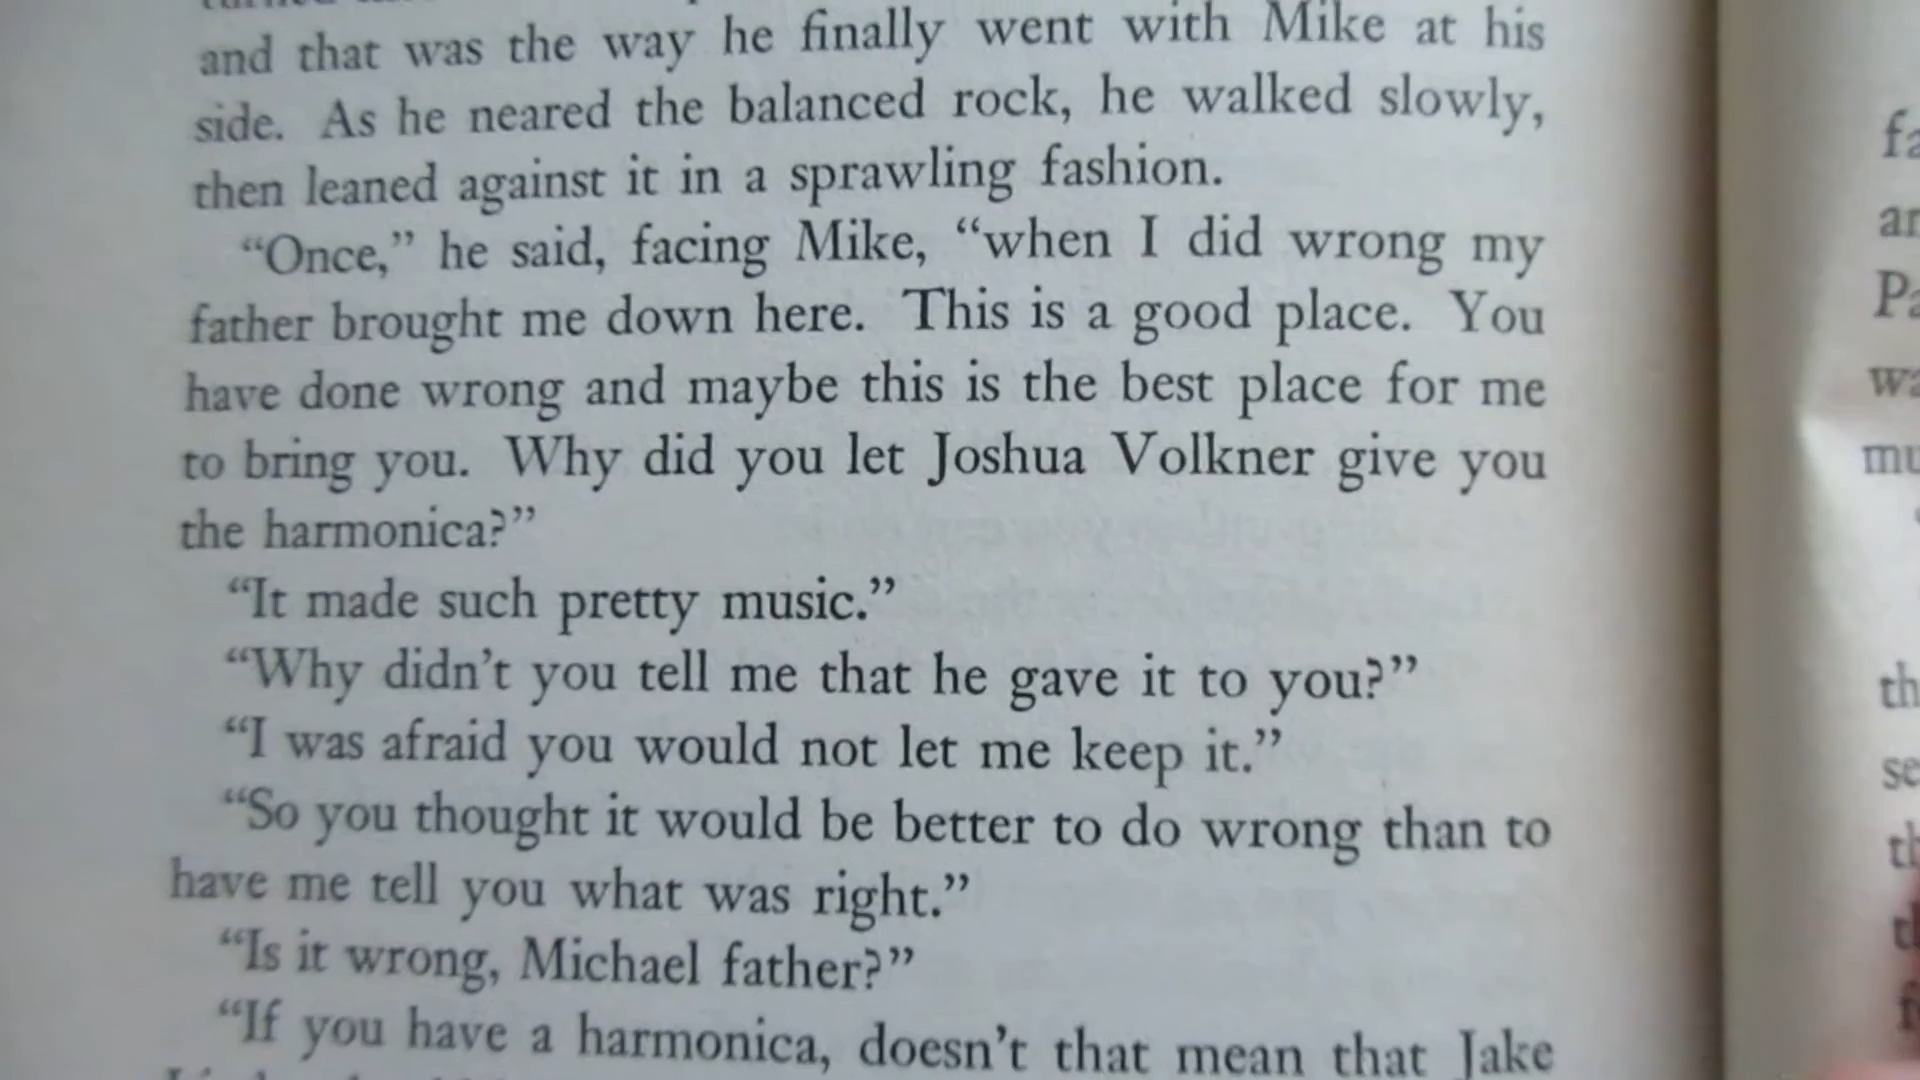 and that was the way he finally went with Mike at his
side. As he neared the balanced rock, he walked slowly,
then leaned against it in a sprawling fashion.
“Once,” he said, facing Mike, “when I did wrong my
father brought me down here. This is a good place. You
have done wrong and maybe this is the best place for me
to bring you. Why did you let Joshua Volkner give you
the harmonica?”
“It made such pretty music.”
“Why didn’t you tell me that he gave it to you?”
“I was afraid you would not let me keep it.”
“So you thought it would be better to do wrong than to
have me tell you what was right.”
“Is it wrong, Michael father?”
“If you have a harmonica, doesn’t that mean that Jake